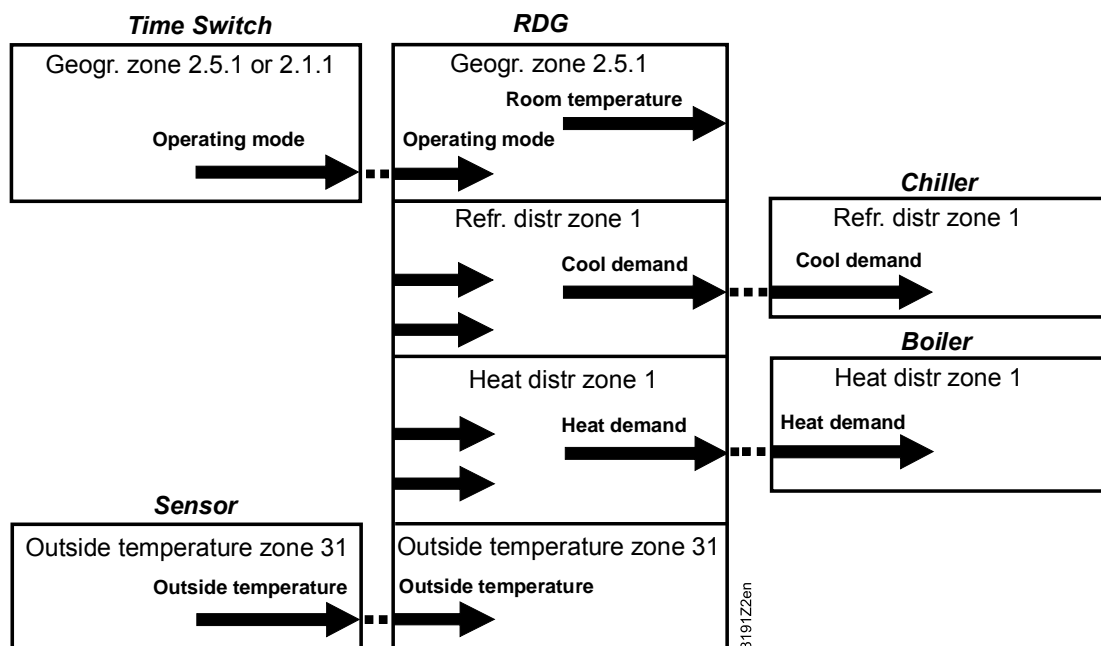 Time Switch
RDG
Geogr. zone 2.5.1 or 2.1.1
Geogr. zone 2.5.1
Room temperature
Operating mode
Operating mode
Chiller
Refr. distr zone 1
Refr. distr zone 1
Cool demand
Cool demand
Boiler
Heat distr zone 1
Heat distr zone 1
Heat demand
Heat demand
Sensor
Outside temperature zone 31
Outside temperature zone 31
Outside temperature
Outside temperature
3191Z2en